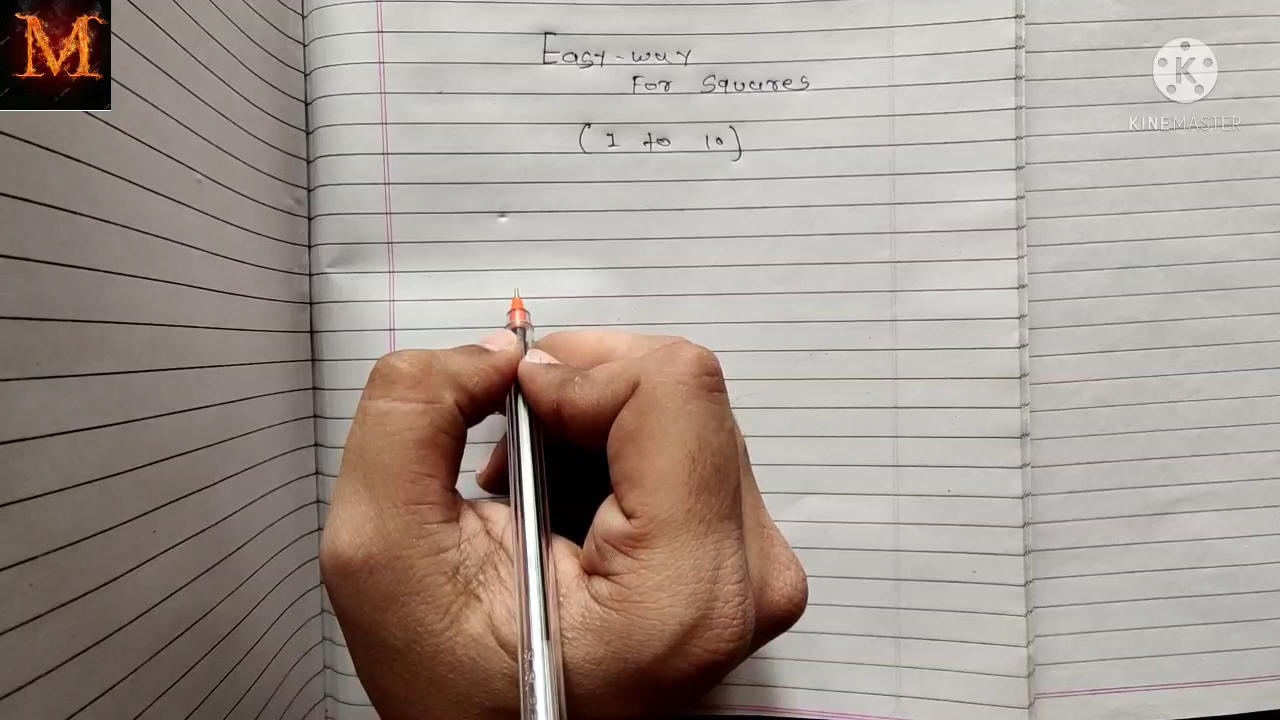 M
Easy-way
For Squares
(1 to 10)
K
KINEMASTER